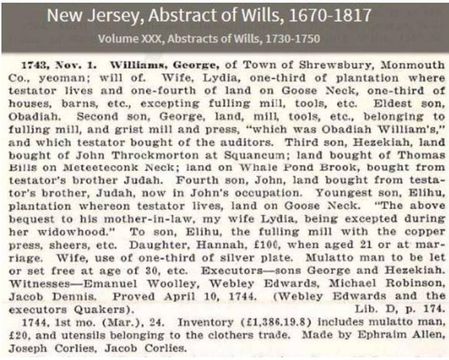 New Jersey, Abstract of Wills, 1670-1817
Volume XXX, Abstracts of Wills, 1730-1750
1743, Nov. 1. Williams, George, of Town of Shrewsbury, Monmouth
Co., yeoman; will of. Wife, Lydia, one-third of plantation where
testator lives and one-fourth of land on Goose Neck, one-third of
houses, barns, etc., excepting fulling mill, tools, etc. Eldest son,
Obadiah. Second son, George, land, mill, tools, etc., belonging to
fulling mill, and grist mill and press, "which was Obadiah William's,"
and which testator bought of the auditors. Third son, Hezekiah, land
bought of John Throckmorton at Squancum; land bought of Thomas
Bills on Meteeteconk Neck; land on Whale Pond Brook, bought from
testator's brother Judah. Fourth son, John, land bought from testa-
tor's brother, Judah, now in John's occupation. Youngest son, Elihu,
plantation whereon testator lives, land on Goose Neck. "The above
bequest to his mother-in-law, my wife Lydia, being excepted during
her widowhood." To son, Elihu, the fulling mill with the copper
press, sheers, etc. Daughter, Hannah, £100, when aged 21 or at mar-
riage. Wife, use of one-third of silver plate. Mulatto man to be let
or set free at age of 30, etc. Executors—sons George and Hezekiah.
Witnesses—Emanuel Woolley, Webley Edwards, Michael Robinson,
Jacob Dennis. Proved April 10, 1744. (Webley Edwards and the
executors Quakers). Lib. D, p. 174.
1744, 1st mo. (Mar.), 24. Inventory (£1,386.19.8) includes mulatto man,
£20, and utensils belonging to the clothers trade. Made by Ephraim Allen,
Joseph Corlies, Jacob Corlies.